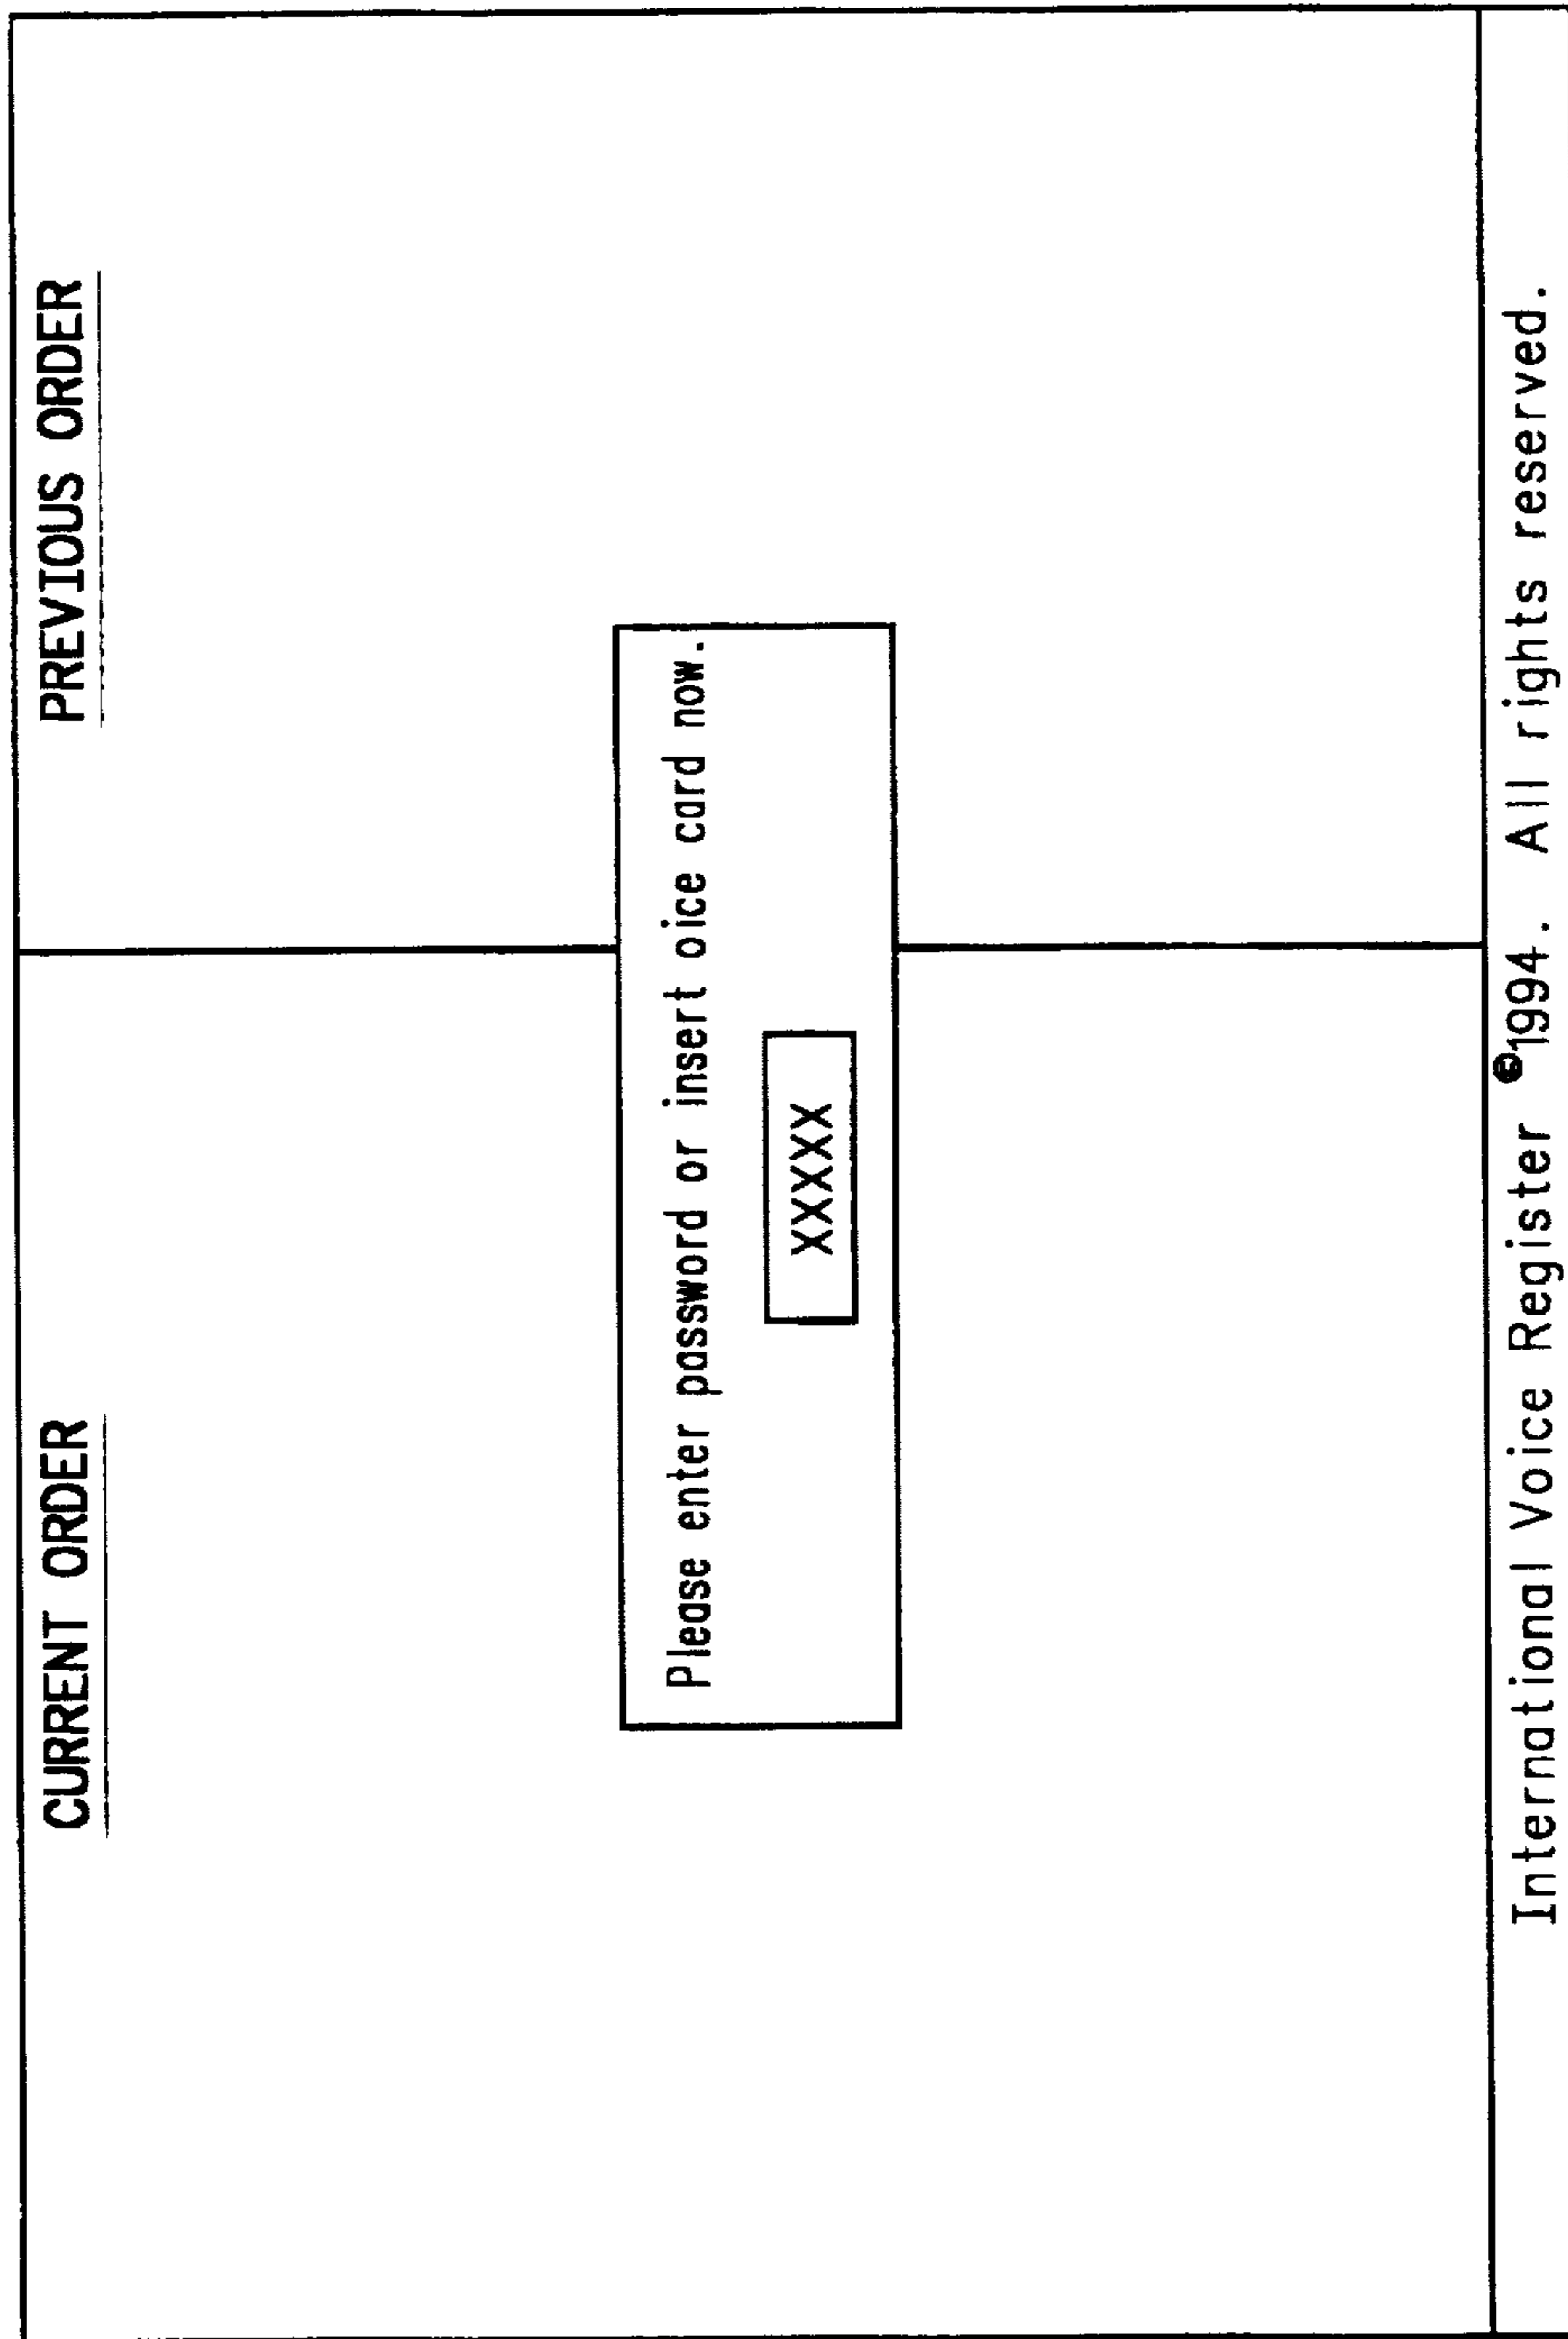 CURRENT ORDER
PREVIOUS ORDER
Please enter password or insert oice card now.
XXXXX
International Voice Register ©1994. All rights reserved.